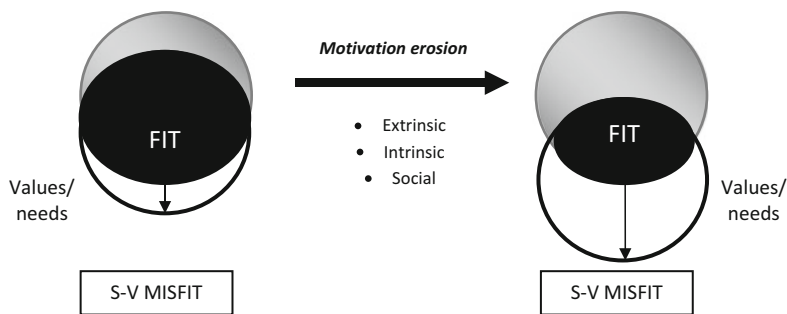 Motivation erosion
FIT
• Extrinsic
• Intrinsic
• Social
FIT
Values/
needs
Values/
needs
S-V MISFIT
S-V MISFIT